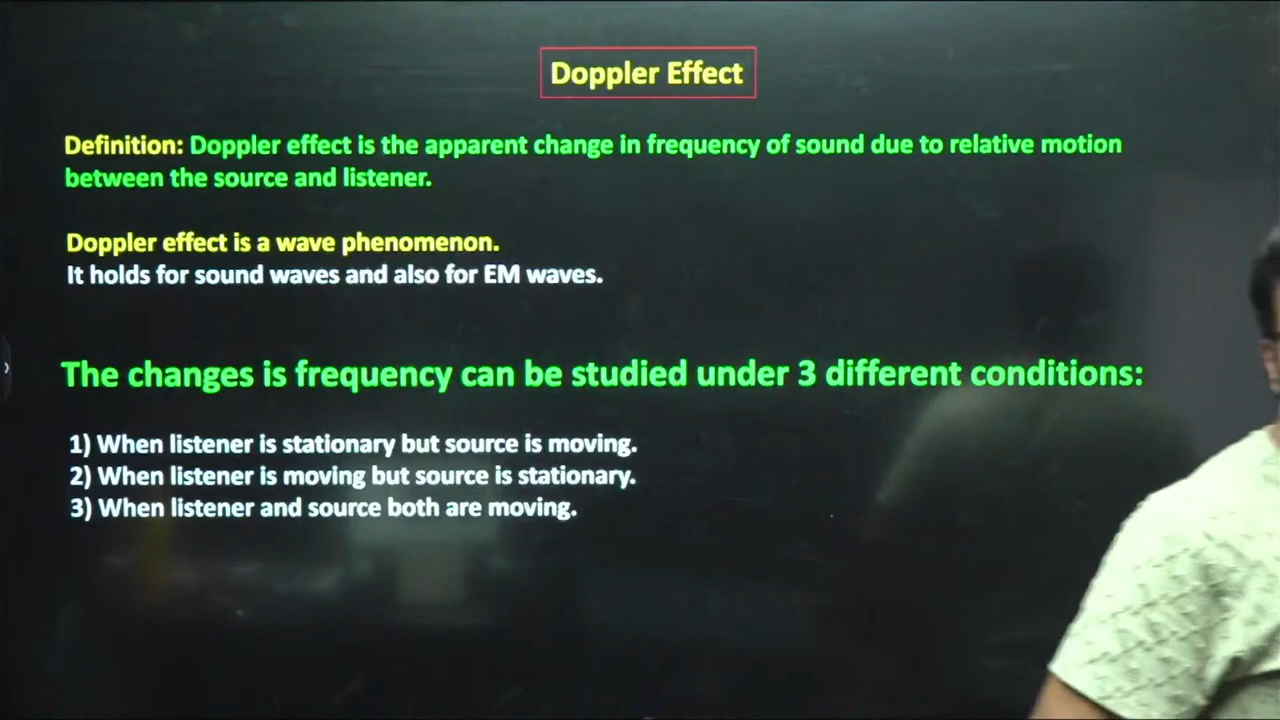 Doppler Effect
Definition: Doppler effect is the apparent change in frequency of sound due to relative motion
between the source and listener.
Doppler effect is a wave phenomenon.
It holds for sound waves and also for EM waves.
The changes is frequency can be studied under 3 different conditions:
1) When listener is stationary but source is moving.
2) When listener is moving but source is stationary.
3) When listener and source both are moving.